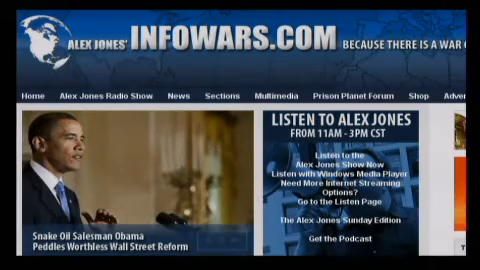 ALEX JONES' INFOWARS.COM BECAUSE THERE IS A WAR
Home Alex Jones Radio Show News Sections Multimedia Prison Planet Forum Shop
LISTEN TO ALEX JONES
FROM 11AM - 3PM CST
Listen to the
Alex Jones Show Now
Listen with Windows Media Player
Need More Internet Streaming
Options?
Go to the Listen Page
The Alex Jones Sunday Edition
Get the Podcast
Snake Oil Salesman Obama
Peddles Worthless Wall Street Reform